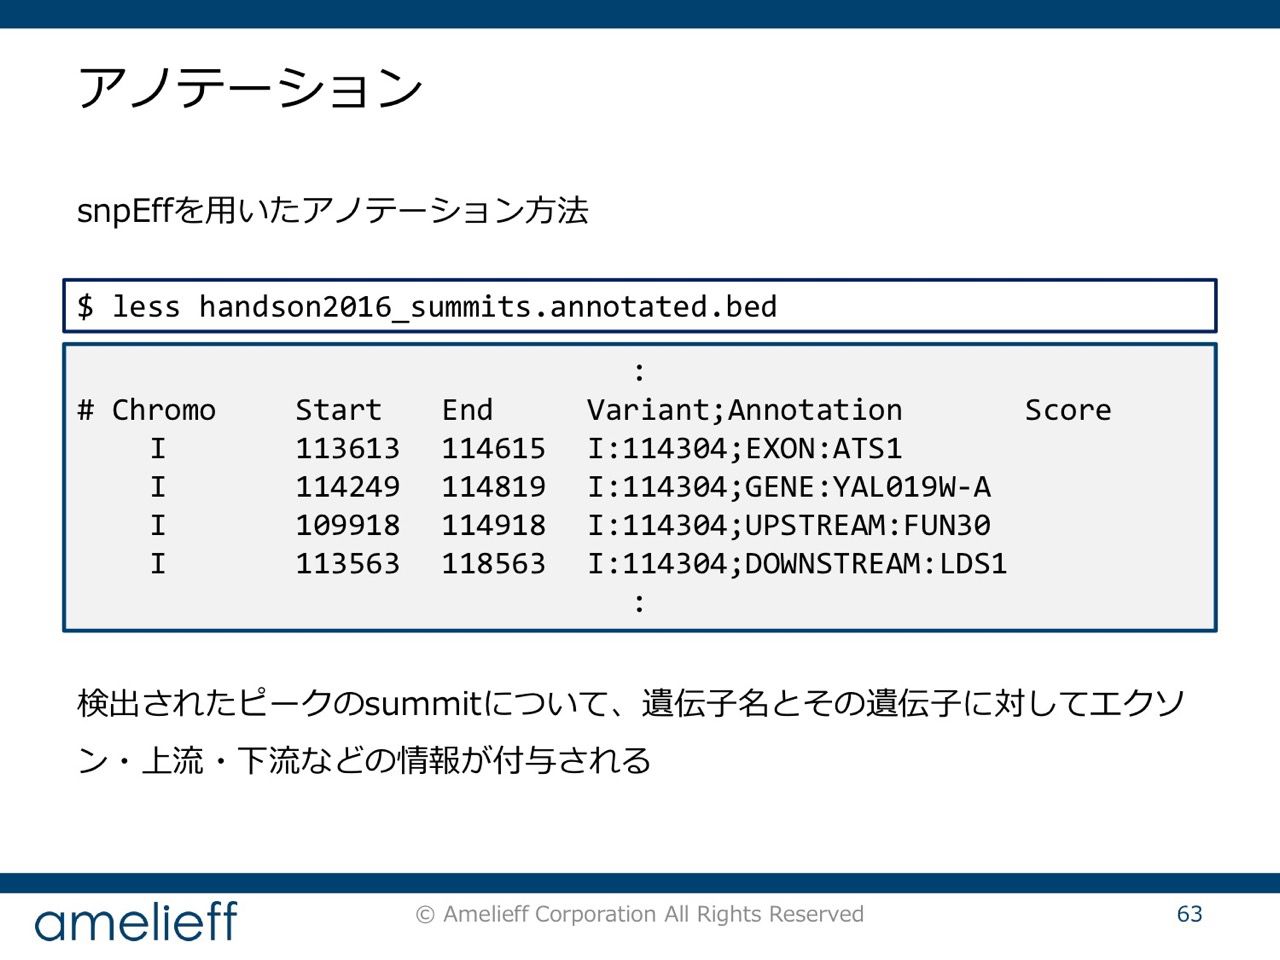 アノテーション
snpEffを用いたアノテーション方法
$ less handson2016_summits.annotated.bed
:
# Chromo Start End Variant;Annotation Score
I 113613 114615 I:114304;EXON:ATS1
I 114249 114819 I:114304;GENE:YAL019W-A
I 109918 114918 I:114304;UPSTREAM:FUN30
I 113563 118563 I:114304;DOWNSTREAM:LDS1
:
検出されたピークのsummitについて、遺伝子名とその遺伝子に対してエクソ
ン・上流・下流などの情報が付与される
amelieff
© Amelieff Corporation All Rights Reserved
63